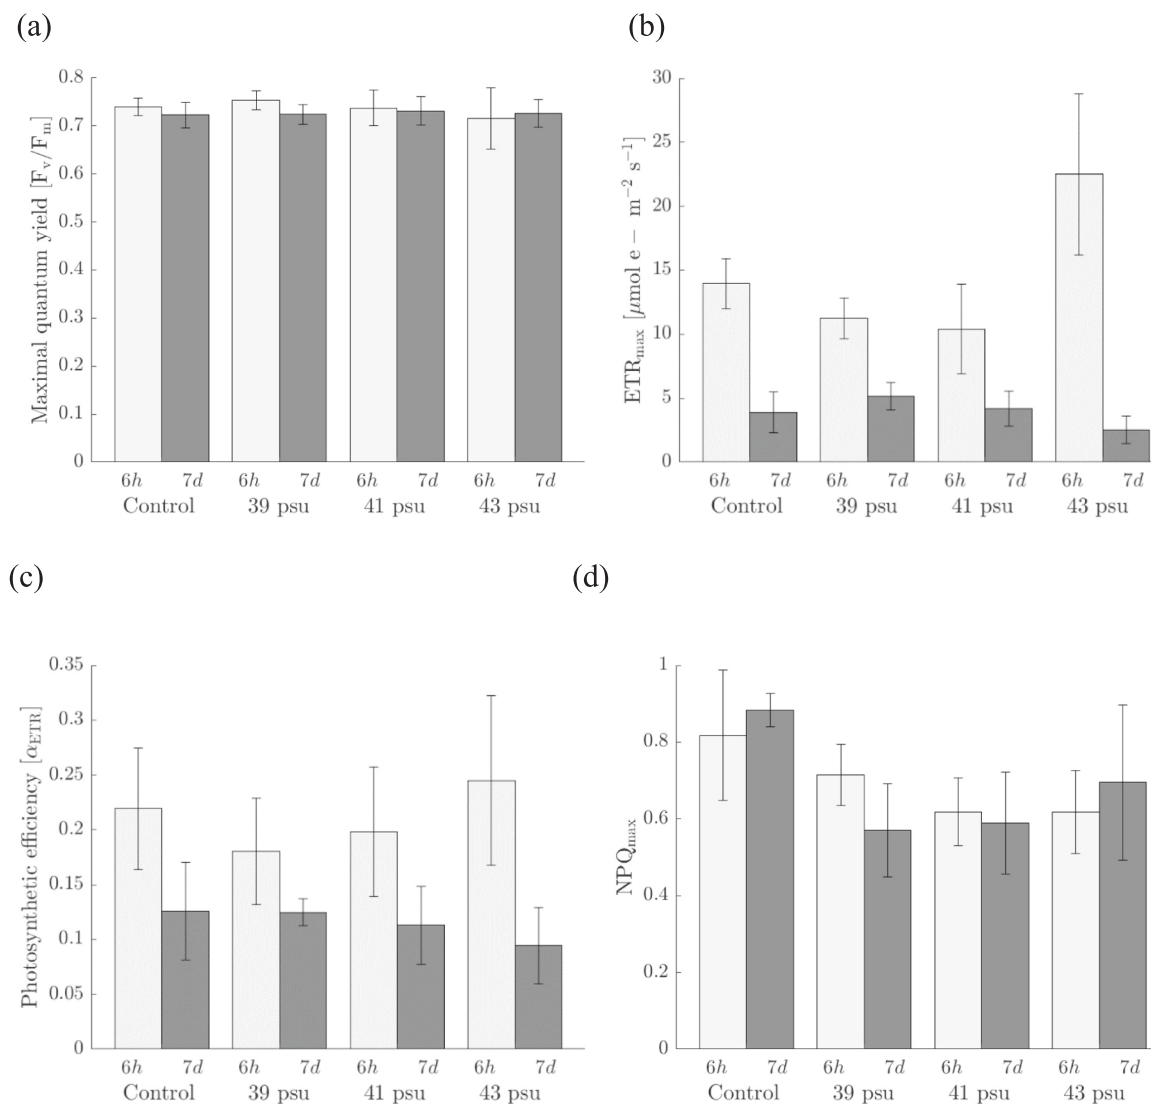 (a)
Maximal quantum yield [Fv/Fm]
0.8
0.7
0.6
0.5
0.4
0.3
0.2
0.1
0
6h 7d 6h 7d 6h 7d 6h 7d
Control 39 psu 41 psu 43 psu
(b)
ETRmax [μmol e − m−2 s−1]
30
25
20
15
10
5
0
6h 7d 6h 7d 6h 7d 6h 7d
Control 39 psu 41 psu 43 psu
(c)
Photosynthetic efficiency [αETR]
0.35
0.3
0.25
0.2
0.15
0.1
0.05
0
6h 7d 6h 7d 6h 7d 6h 7d
Control 39 psu 41 psu 43 psu
(d)
NPQmax
1
0.8
0.6
0.4
0.2
0
6h 7d 6h 7d 6h 7d 6h 7d
Control 39 psu 41 psu 43 psu